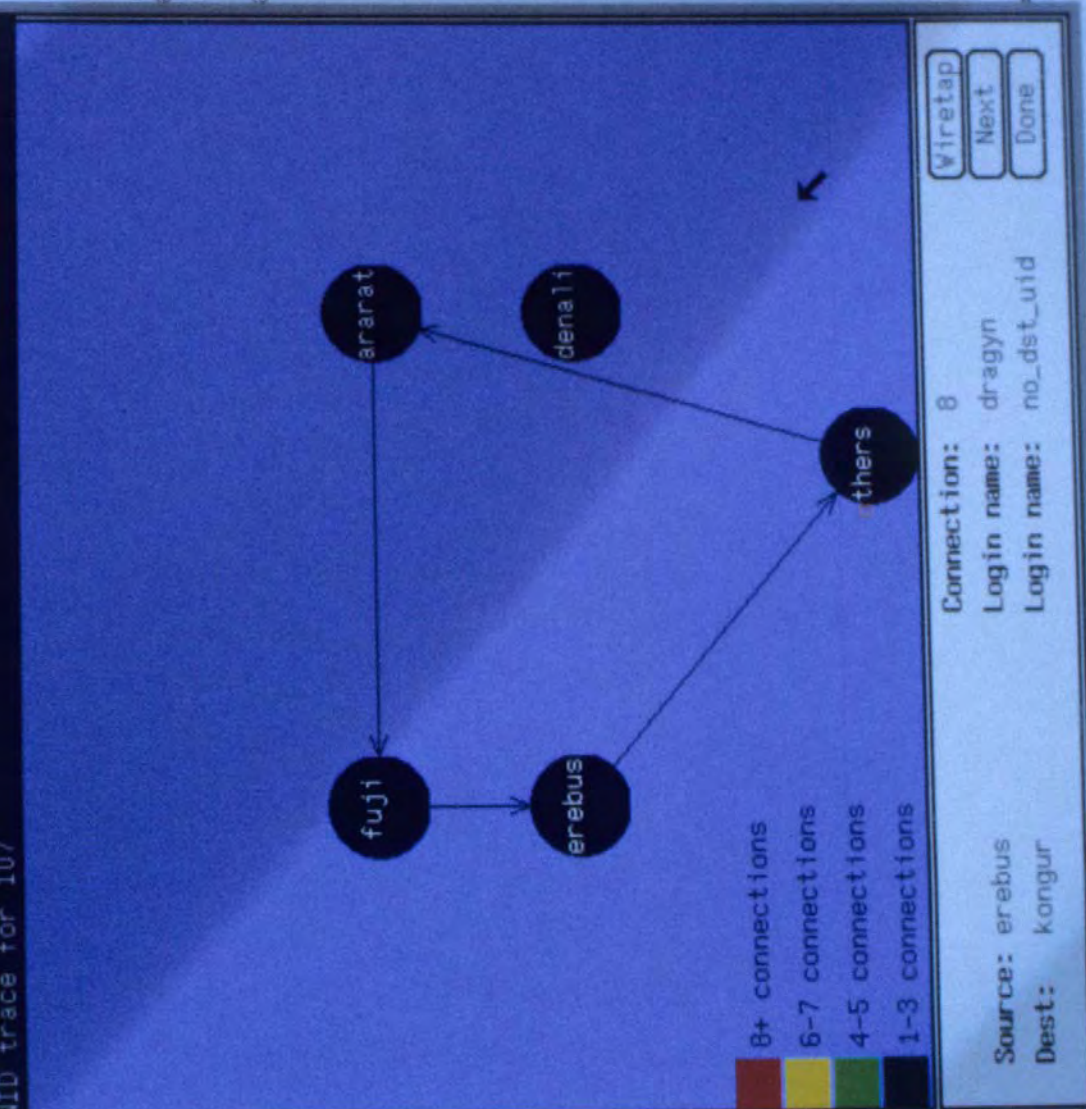 NID trace for 107
fuji
ararat
erebus
denali
8+ connections
6-7 connections
4-5 connections
thers
1-3 connections
Connection: 8
Wiretap
Source: erebus Login name: dragyn
Next
Dest: kongur Login name: no_dst_uid
Done